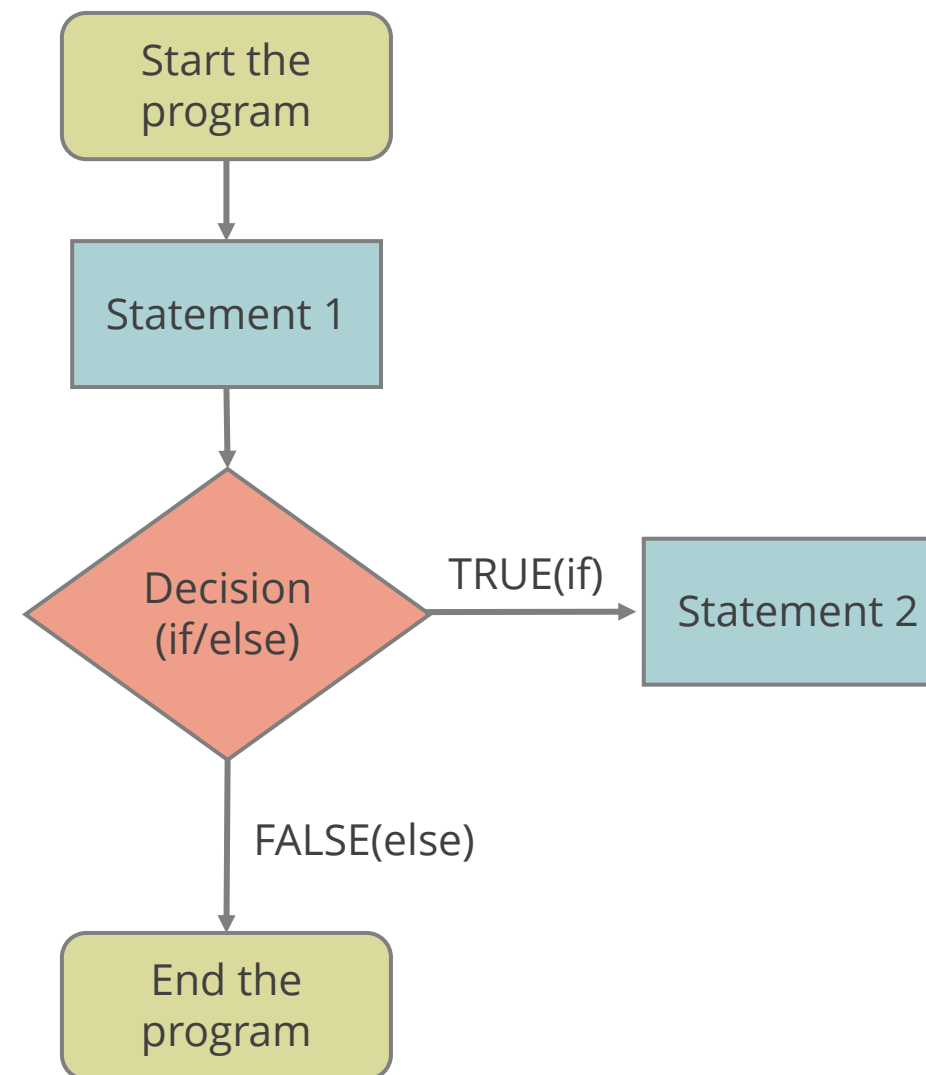 Start the
program
Statement 1
Decision
(if/else)
TRUE(if)
Statement 2
FALSE(else)
End the
program